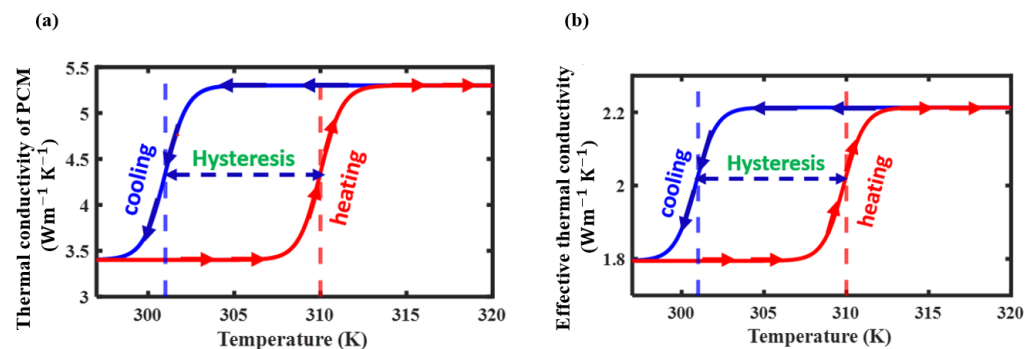 (a)
Thermal conductivity of PCM
(Wm⁻¹ K⁻¹)
5.5
5
4.5
4
3.5
3
cooling
Hysteresis
heating
300
305
310
315
320
Temperature (K)
(b)
Effective thermal conductivity
(Wm⁻¹ K⁻¹)
2.2
2
1.8
cooling
Hysteresis
heating
300
305
310
315
320
Temperature (K)